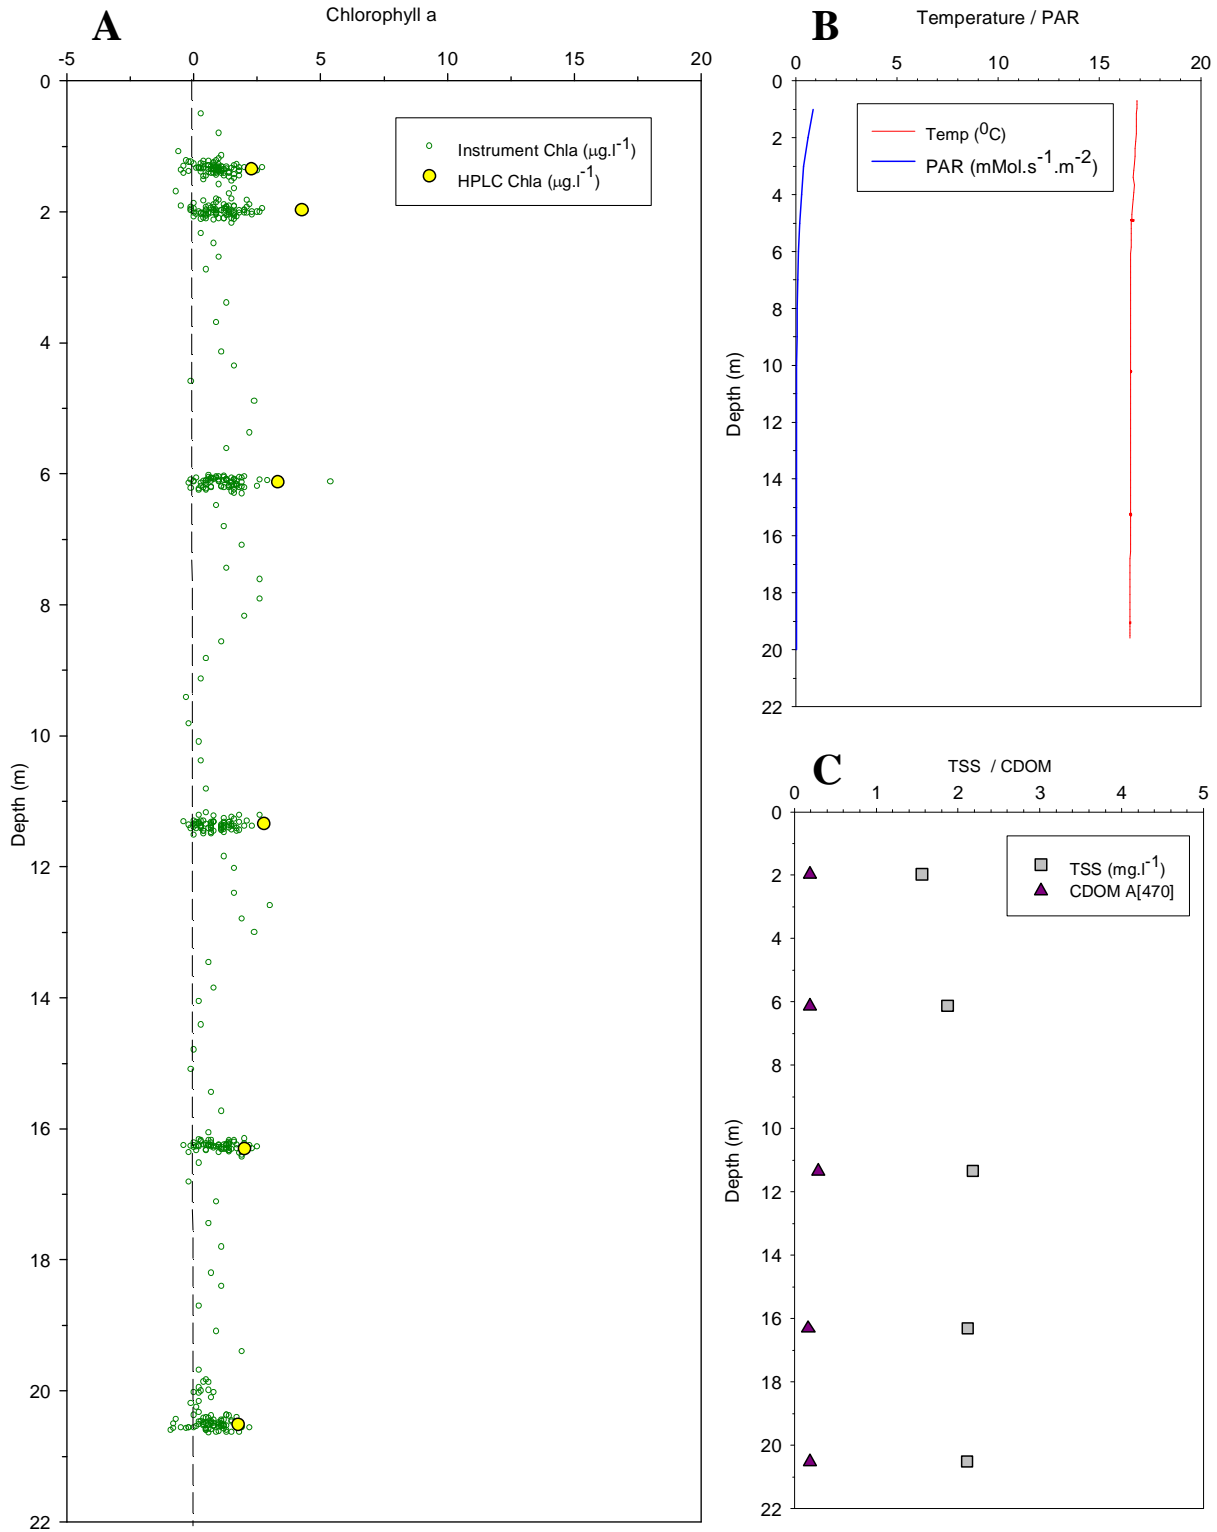 A
Chlorophyll a
-5 0 5 10 15 20
0
2
4
6
8
10
12
14
16
18
20
22
Depth (m)
Instrument Chla (μg.l⁻¹)
HPLC Chla (μg.l⁻¹)
B
Temperature / PAR
0 5 10 15 20
0
2
4
6
8
10
12
14
16
18
20
22
Depth (m)
Temp (⁰C)
PAR (mMol.s⁻¹.m⁻²)
C
TSS / CDOM
0 1 2 3 4 5
0
2
4
6
8
10
12
14
16
18
20
22
Depth (m)
TSS (mg.l⁻¹)
CDOM A[470]